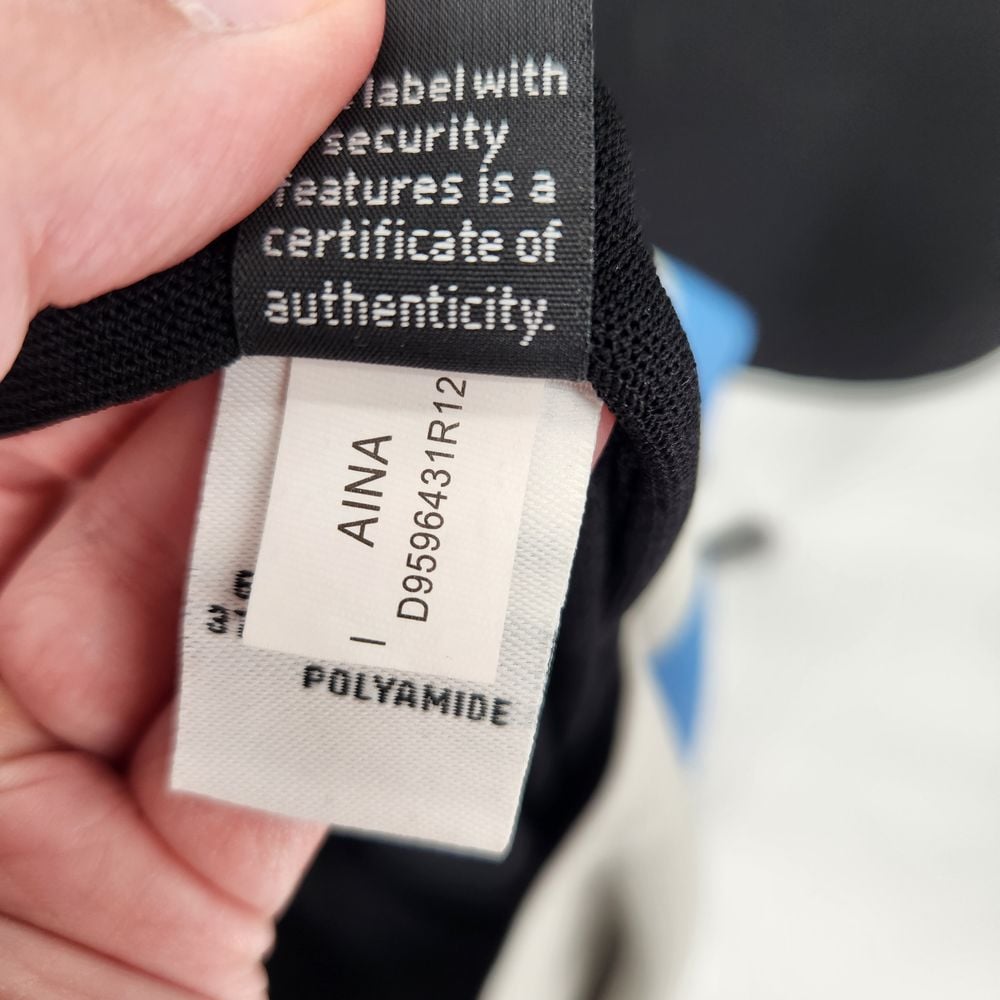 label with
security
features is a
certificate of
authenticity.
AINA
D9596431R12
POLYAMIDE